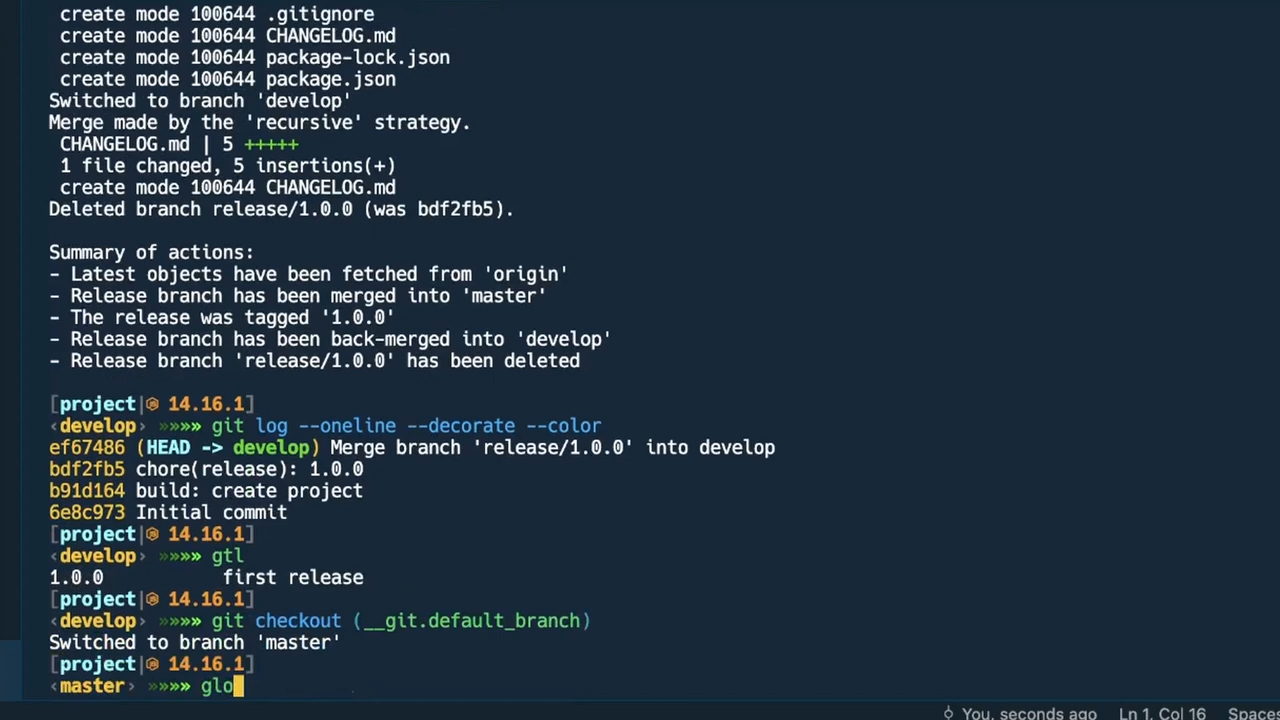 create mode 100644 .gitignore
create mode 100644 CHANGELOG.md
create mode 100644 package-lock.json
create mode 100644 package.json
Switched to branch 'develop'
Merge made by the 'recursive' strategy.
CHANGELOG.md | 5 +++++
1 file changed, 5 insertions(+)
create mode 100644 CHANGELOG.md
Deleted branch release/1.0.0 (was bdf2fb5).
Summary of actions:
- Latest objects have been fetched from 'origin'
- Release branch has been merged into 'master'
- The release was tagged '1.0.0'
- Release branch has been back-merged into 'develop'
- Release branch 'release/1.0.0' has been deleted
[project|⬢ 14.16.1]
‹develop› »»»» git log --oneline --decorate --color
ef67486 (HEAD -> develop) Merge branch 'release/1.0.0' into develop
bdf2fb5 chore(release): 1.0.0
b91d164 build: create project
6e8c973 Initial commit
[project|⬢ 14.16.1]
‹develop› »»»» gtl
1.0.0 first release
[project|⬢ 14.16.1]
‹develop› »»»» git checkout (__git.default_branch)
Switched to branch 'master'
[project|⬢ 14.16.1]
‹master› »»»» glo
You, seconds ago Ln 1, Col 16 Spaces